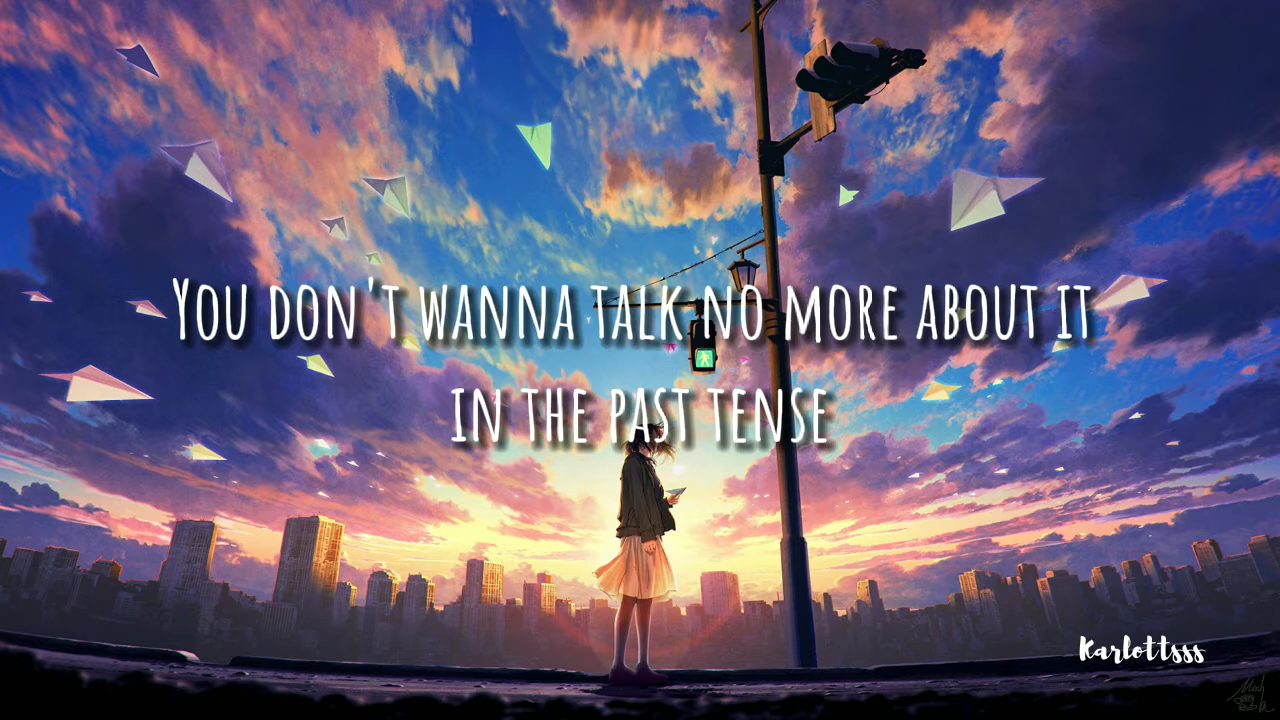 You don't wanna talk no more about it
in the past tense
Karlottsss